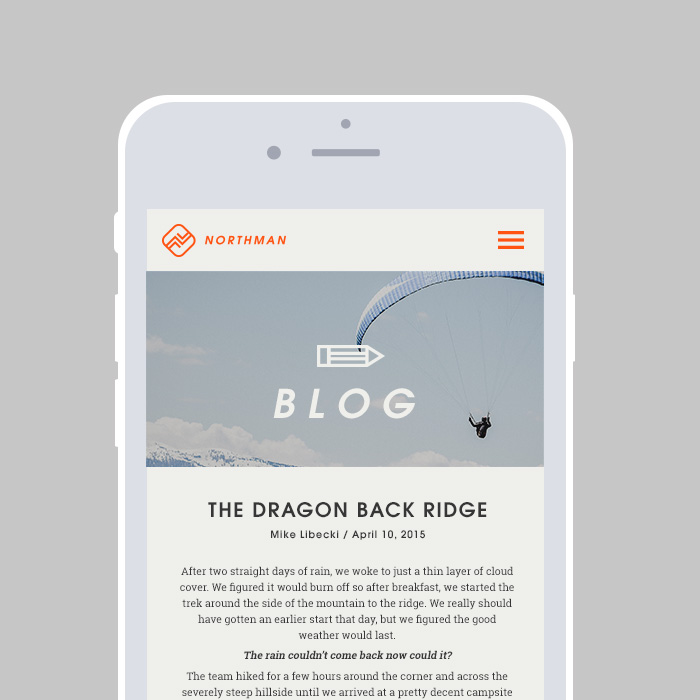 NORTHMAN
BLOG
THE DRAGON BACK RIDGE
Mike Libecki / April 10, 2015
After two straight days of rain, we woke to just a thin layer of cloud
cover. We figured it would burn off so after breakfast, we started the
trek around the side of the mountain to the ridge. We really should
have gotten an earlier start that day, but we figured the good
weather would last.
The rain couldn't come back now could it?
The team hiked for a few hours around the corner and across the
severely steep hillside until we arrived at a pretty decent campsite